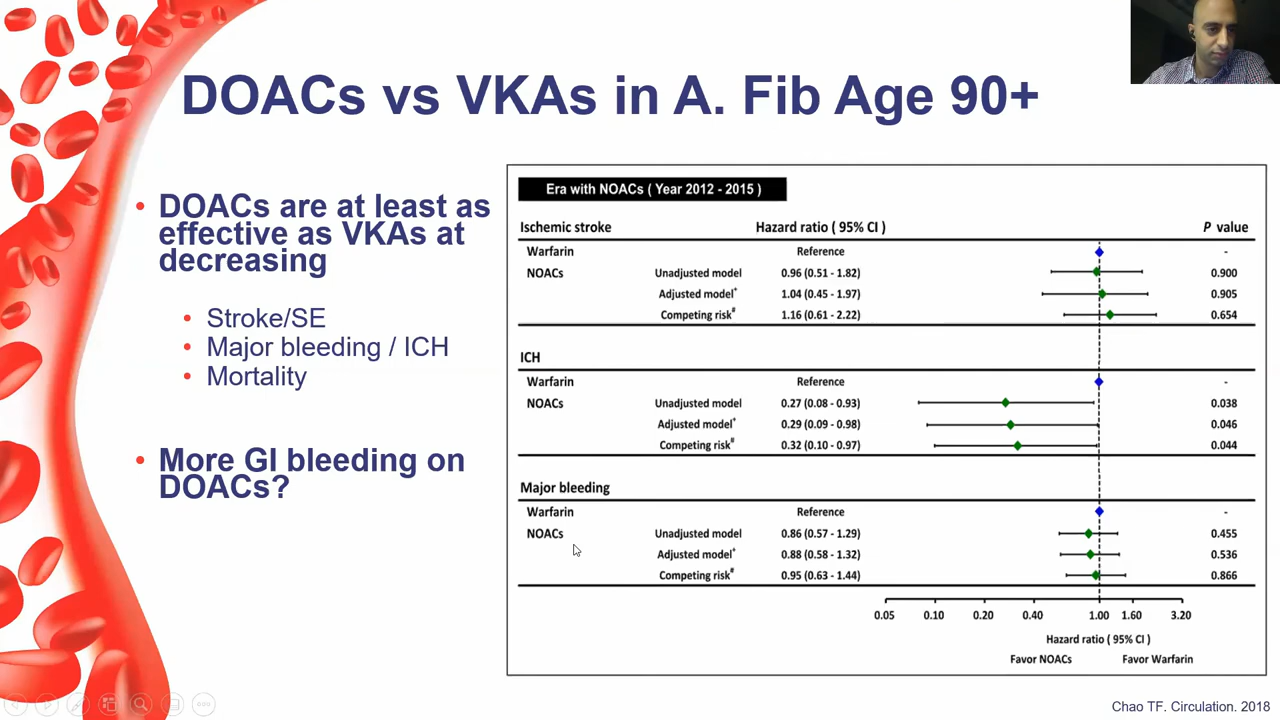 DOACs vs VKAs in A. Fib Age 90+
• DOACs are at least as
effective as VKAs at
decreasing
• Stroke/SE
• Major bleeding / ICH
• Mortality
• More GI bleeding on
DOACs?
Era with NOACs ( Year 2012 - 2015 )
Ischemic stroke Hazard ratio ( 95% CI ) P value
Warfarin Reference -
NOACs Unadjusted model 0.96 (0.51 - 1.82) 0.900
Adjusted model+ 1.04 (0.45 - 1.97) 0.905
Competing risk# 1.16 (0.61 - 2.22) 0.654
ICH
Warfarin Reference -
NOACs Unadjusted model 0.27 (0.08 - 0.93) 0.038
Adjusted model+ 0.29 (0.09 - 0.98) 0.046
Competing risk# 0.32 (0.10 - 0.97) 0.044
Major bleeding
Warfarin Reference -
NOACs Unadjusted model 0.86 (0.57 - 1.29) 0.455
Adjusted model+ 0.88 (0.58 - 1.32) 0.536
Competing risk# 0.95 (0.63 - 1.44) 0.866
0.05 0.10 0.20 0.40 1.00 1.60 3.20
Hazard ratio ( 95% CI )
Favor NOACs Favor Warfarin
Chao TF. Circulation. 2018